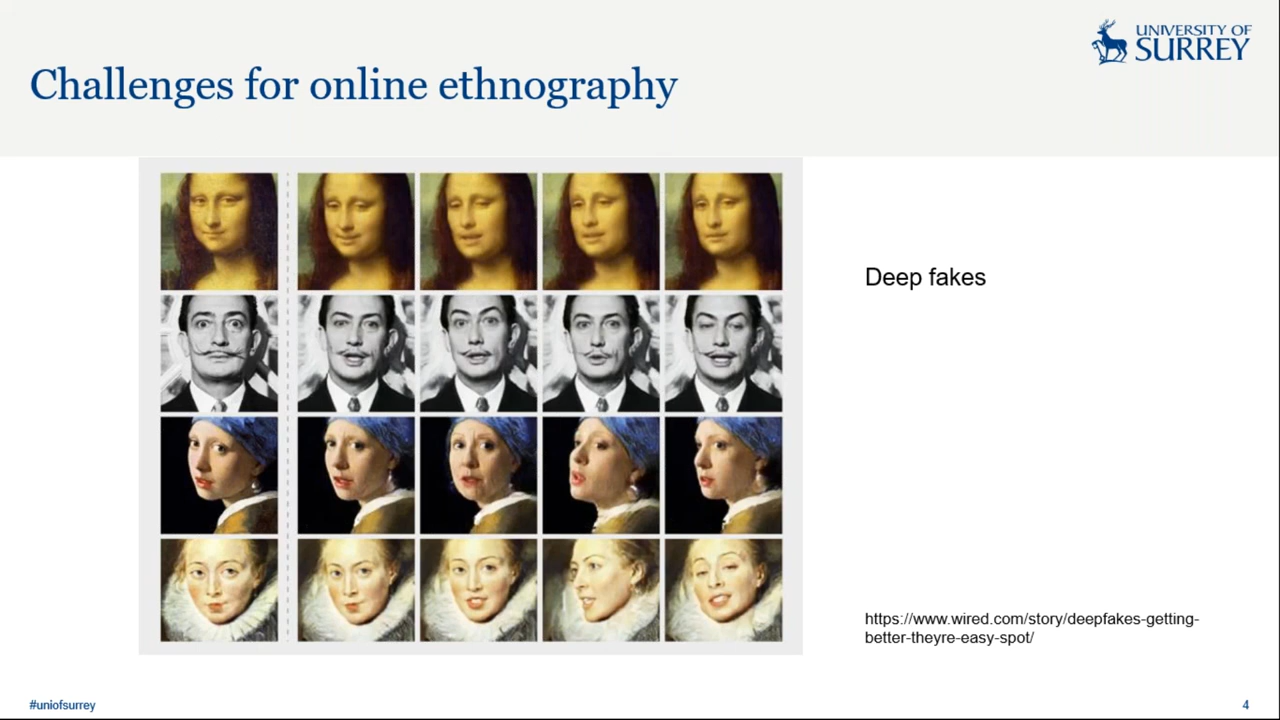 UNIVERSITY OF
SURREY
Challenges for online ethnography
Deep fakes
https://www.wired.com/story/deepfakes-getting-
better-theyre-easy-spot/
#uniofsurrey
4